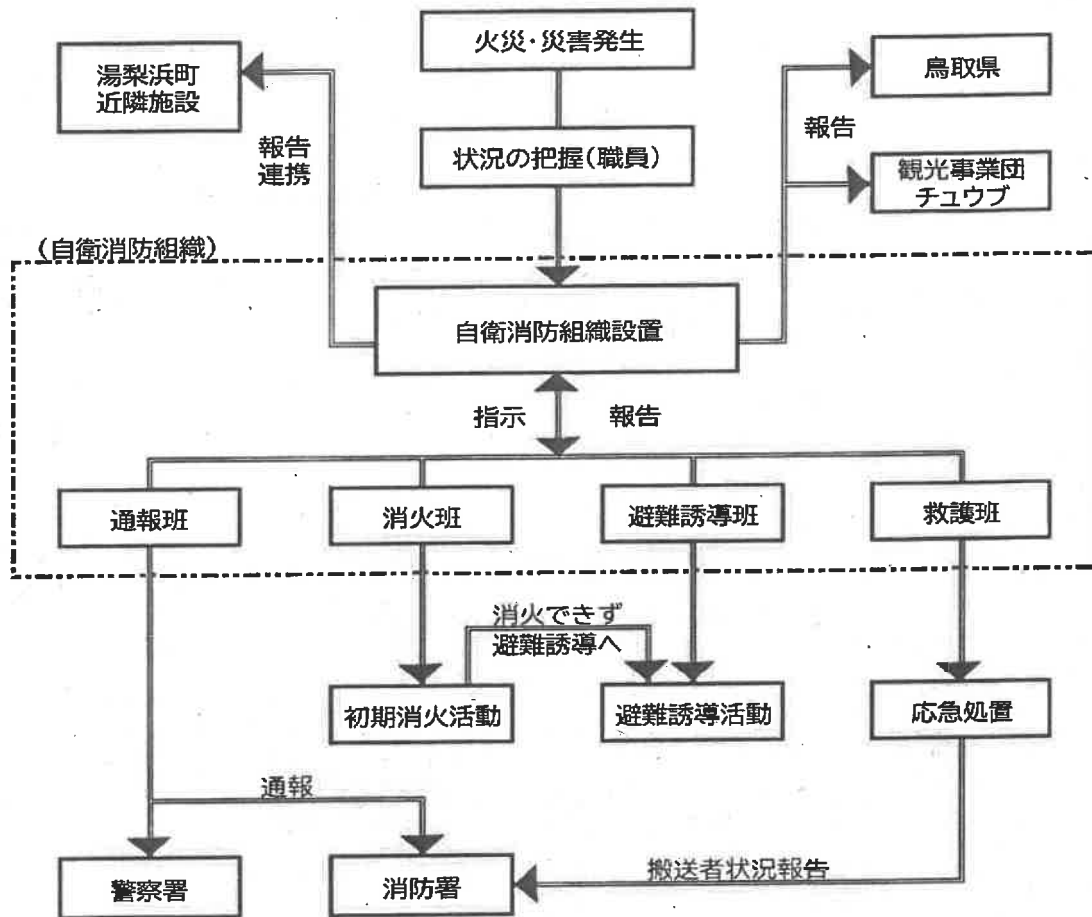 火災・災害発生
湯梨浜町
近隣施設
鳥取県
報告
連携
状況の把握(職員)
報告
観光事業団
チュウブ
(自衛消防組織)
自衛消防組織設置
指示
報告
通報班
消火班
避難誘導班
救護班
消火できず
避難誘導へ
初期消火活動
避難誘導活動
応急処置
通報
搬送者状況報告
警察署
消防署